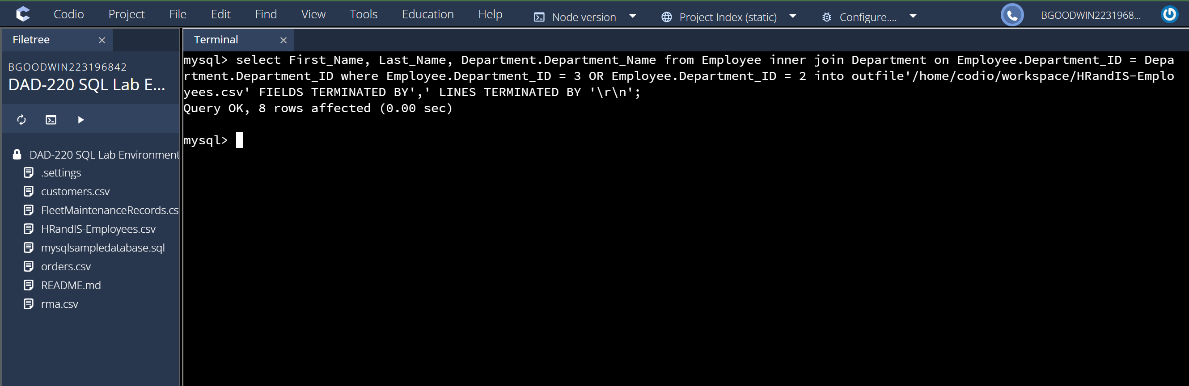 Codio Project File Edit Find View Tools Education Help Node version Project Index (static) Configure.... BGOODWIN2231968...
Filetree ×
BGOODWIN223196842
DAD-220 SQL Lab E...
DAD-220 SQL Lab Environment
.settings
customers.csv
FleetMaintenanceRecords.cs
HRandIS-Employees.csv
mysqlsampledatabase.sql
orders.csv
README.md
rma.csv
Terminal ×
mysql> select First_Name, Last_Name, Department.Department_Name from Employee inner join Department on Employee.Department_ID = Depa
rtment.Department_ID where Employee.Department_ID = 3 OR Employee.Department_ID = 2 into outfile'/home/codio/workspace/HRandIS-Emplo
yees.csv' FIELDS TERMINATED BY',' LINES TERMINATED BY '\r\n';
Query OK, 8 rows affected (0.00 sec)
mysql>